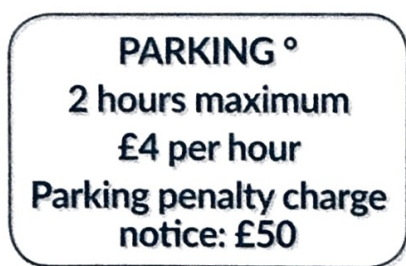 PARKING °
2 hours maximum
£4 per hour
Parking penalty charge
notice: £50